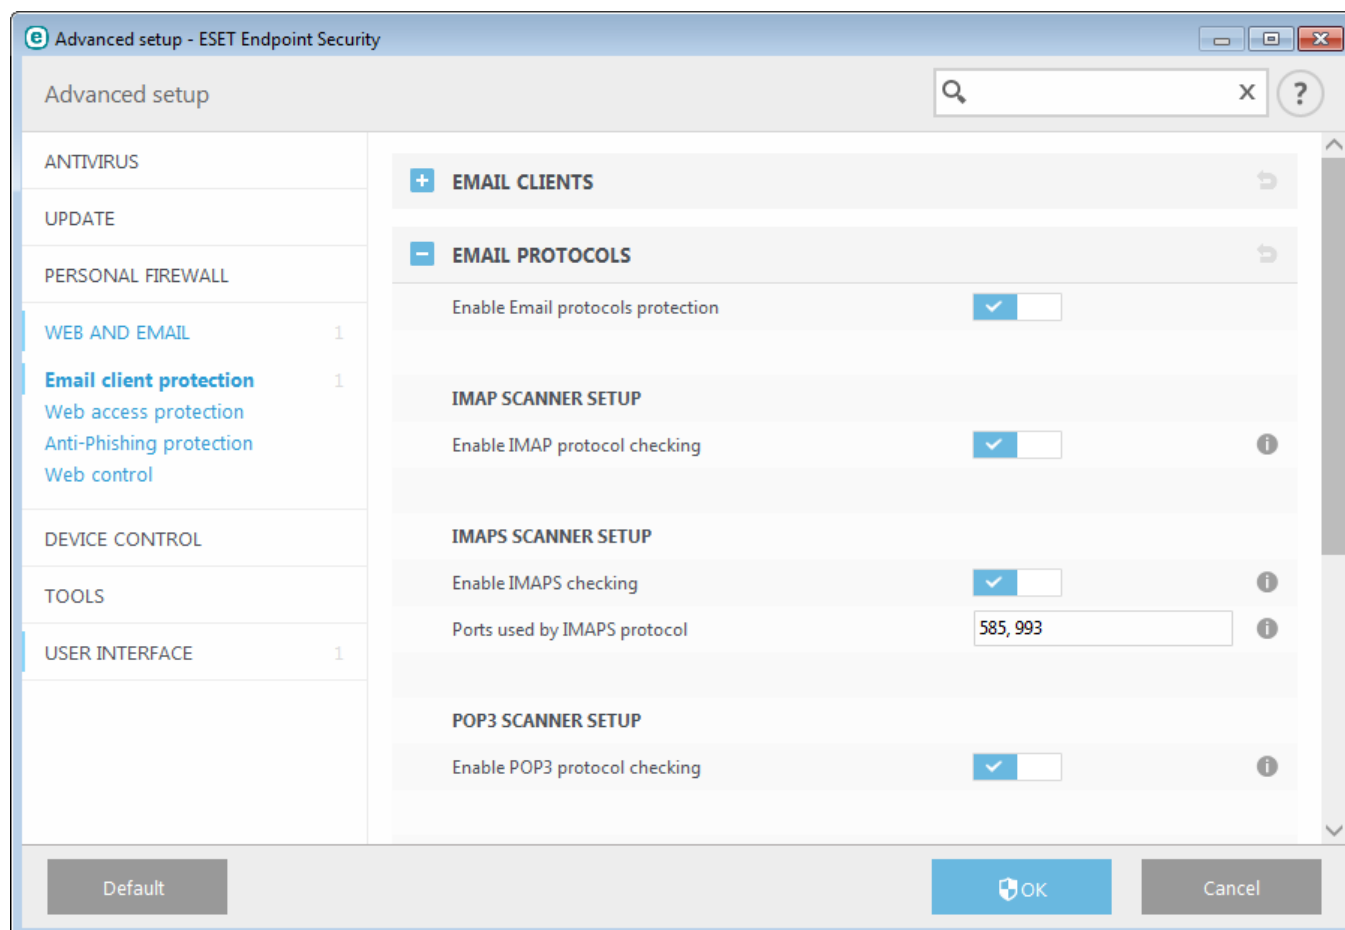 Advanced setup - ESET Endpoint Security
Advanced setup
X
?
ANTIVIRUS
UPDATE
PERSONAL FIREWALL
WEB AND EMAIL 1
Email client protection 1
Web access protection
Anti-Phishing protection
Web control
DEVICE CONTROL
TOOLS
USER INTERFACE 1
EMAIL CLIENTS
EMAIL PROTOCOLS
Enable Email protocols protection
IMAP SCANNER SETUP
Enable IMAP protocol checking
IMAPS SCANNER SETUP
Enable IMAPS checking
Ports used by IMAPS protocol 585, 993
POP3 SCANNER SETUP
Enable POP3 protocol checking
Default
OK
Cancel